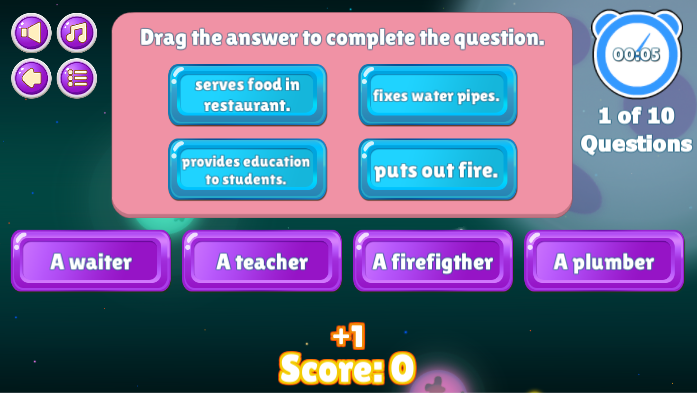 Drag the answer to complete the question.
serves food in
restaurant.
fixes water pipes.
provides education
to students.
puts out fire.
00:05
1 of 10
Questions
A waiter
A teacher
A firefigther
A plumber
+1
Score: 0